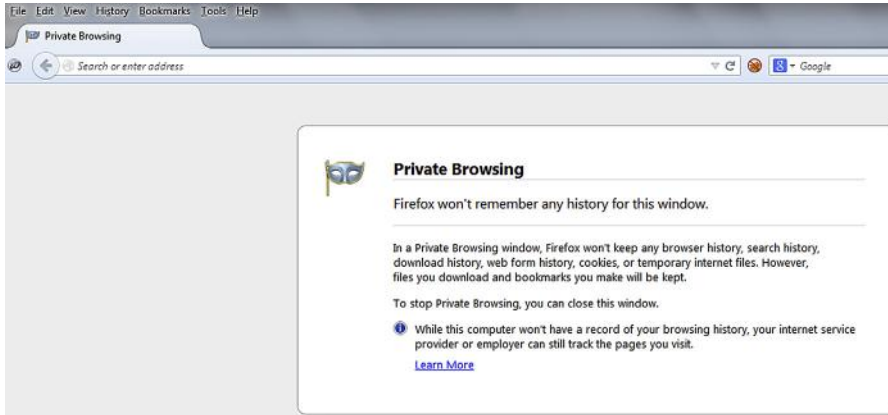 File Edit View History Bookmarks Tools Help
Private Browsing
Search or enter address
8 Google
Private Browsing
Firefox won't remember any history for this window.
In a Private Browsing window, Firefox won't keep any browser history, search history,
download history, web form history, cookies, or temporary internet files. However,
files you download and bookmarks you make will be kept.
To stop Private Browsing, you can close this window.
While this computer won't have a record of your browsing history, your internet service
provider or employer can still track the pages you visit.
Learn More